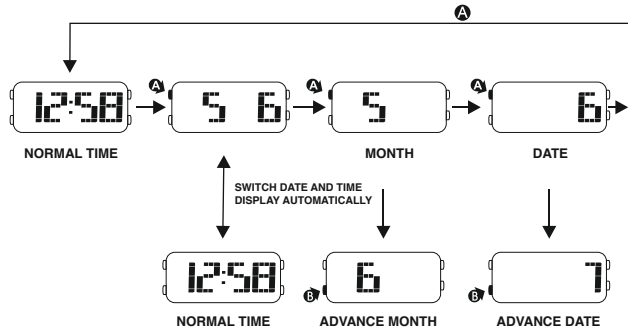 A
12:58
A
5 6
A
5
A
6
NORMAL TIME
MONTH
DATE
SWITCH DATE AND TIME
DISPLAY AUTOMATICALLY
12:58
B
6
B
7
NORMAL TIME
ADVANCE MONTH
ADVANCE DATE